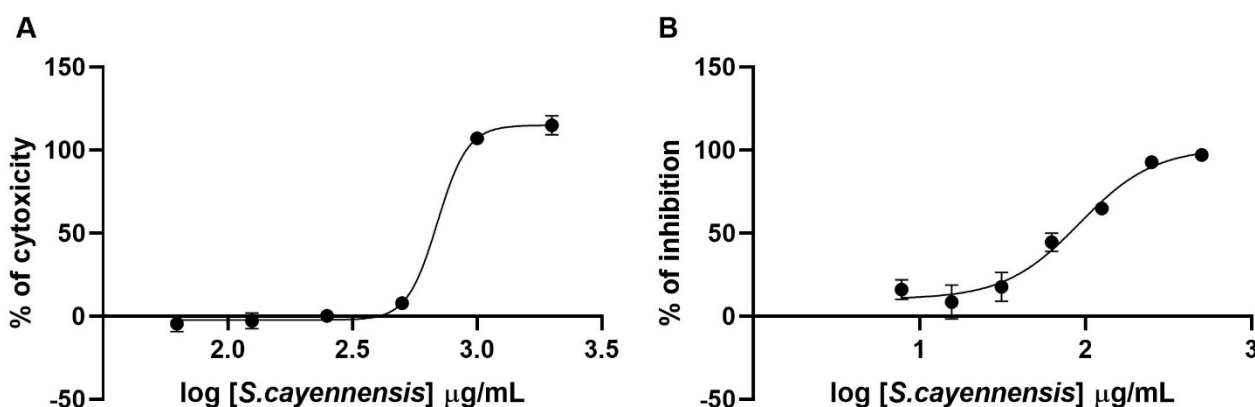 A
150
100
50
0
-50
% of cytoxicity
2.0 2.5 3.0 3.5
log [S.cayennensis] μg/mL
B
150
100
50
0
-50
% of inhibition
1 2 3
log [S.cayennensis] μg/mL